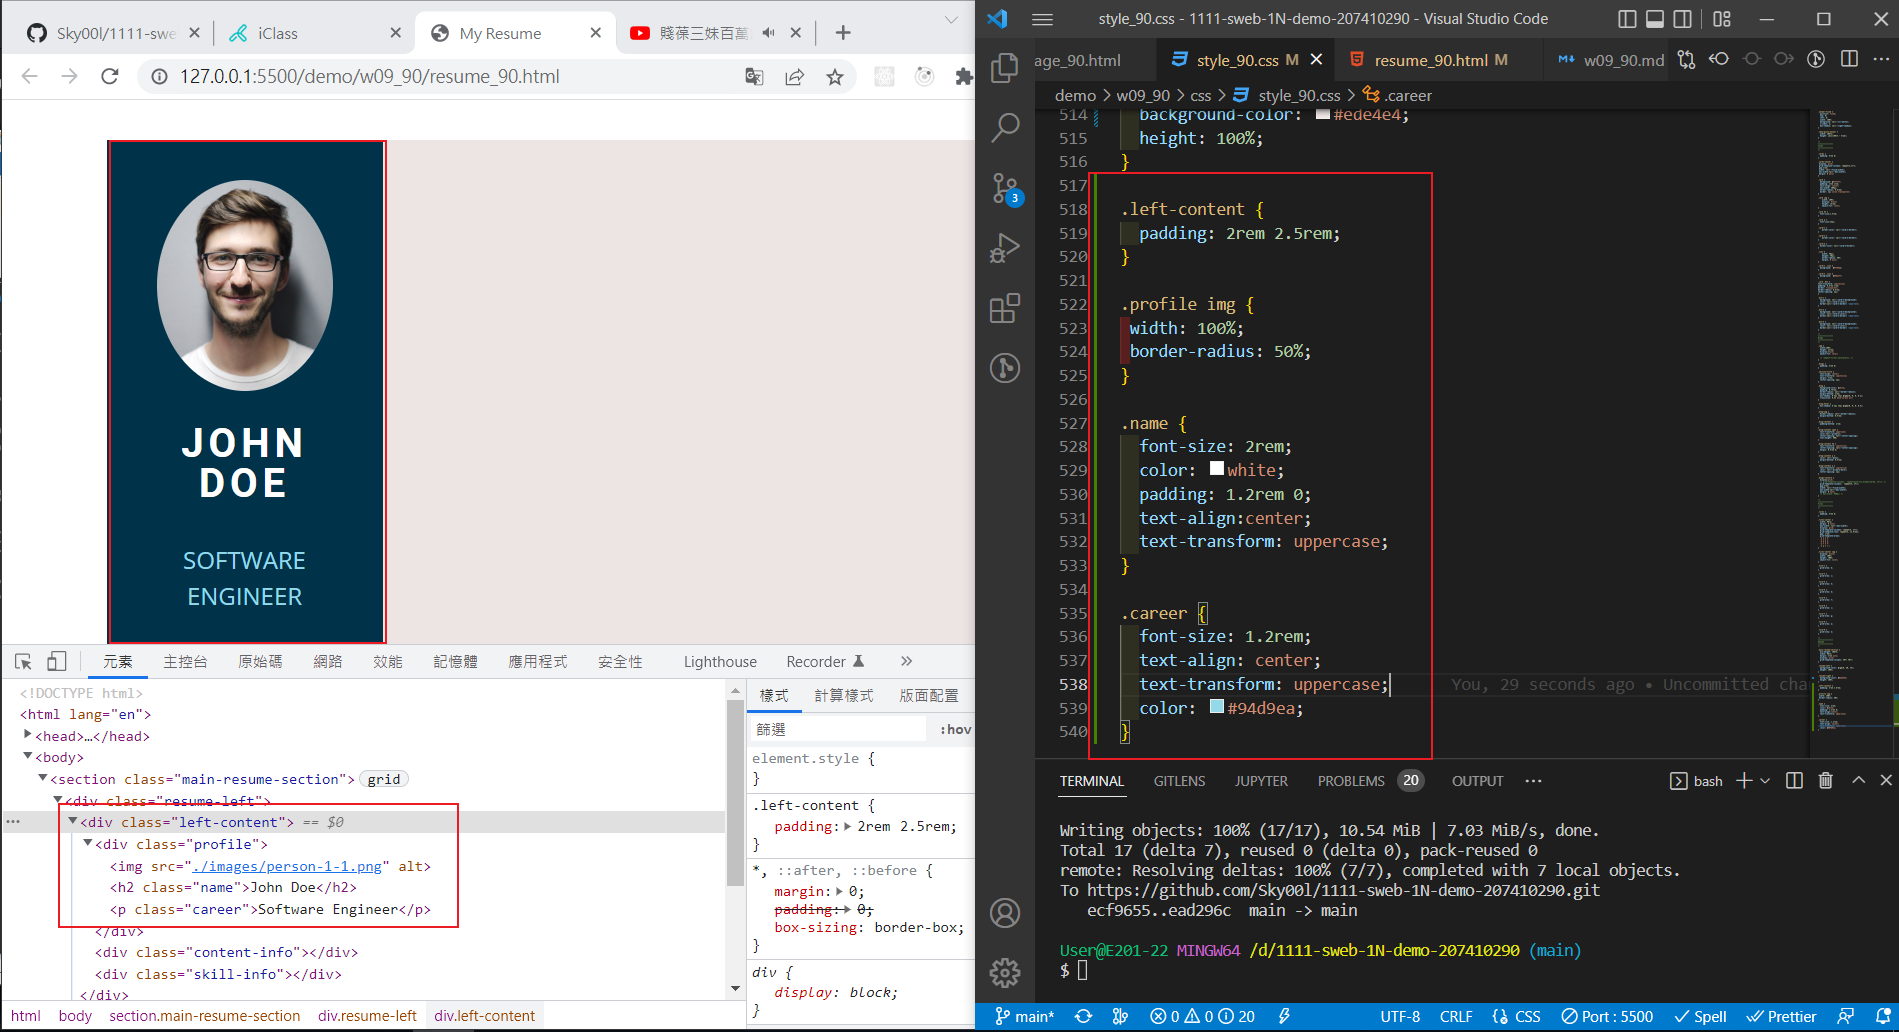 Sky00l/1111-swe
iClass
My Resume
賤葆三妹百萬
127.0.0.1:5500/demo/w09_90/resume_90.html
JOHN
DOE
SOFTWARE
ENGINEER
元素 主控台 原始碼 網路 效能 記憶體 應用程式 安全性 Lighthouse Recorder »
<!DOCTYPE html>
<html lang="en">
<head>…</head>
<body>
<section class="main-resume-section"> grid
<div class="resume-left">
<div class="left-content"> == $0
<div class="profile">
<img src="./images/person-1-1.png" alt>
<h2 class="name">John Doe</h2>
<p class="career">Software Engineer</p>
</div>
<div class="content-info"></div>
<div class="skill-info"></div>
</div>
html body section.main-resume-section div.resume-left div.left-content
樣式 計算樣式 版面配置
篩選 :hov
element.style {
}
.left-content {
padding: 2rem 2.5rem;
}
*, ::after, ::before {
margin: 0;
padding: 0;
box-sizing: border-box;
}
div {
display: block;
}
style_90.css - 1111-sweb-1N-demo-207410290 - Visual Studio Code
age_90.html style_90.css M resume_90.html M w09_90.md
demo > w09_90 > css > style_90.css > .career
3
514 background-color: #ede4e4;
515 height: 100%;
516 }
517
518 .left-content {
519 padding: 2rem 2.5rem;
520 }
521
522 .profile img {
523 width: 100%;
524 border-radius: 50%;
525 }
526
527 .name {
528 font-size: 2rem;
529 color: white;
530 padding: 1.2rem 0;
531 text-align:center;
532 text-transform: uppercase;
533 }
534
535 .career {
536 font-size: 1.2rem;
537 text-align: center;
538 text-transform: uppercase; You, 29 seconds ago • Uncommitted cha
539 color: #94d9ea;
540 }
TERMINAL GITLENS JUPYTER PROBLEMS 20 OUTPUT ··· bash
Writing objects: 100% (17/17), 10.54 MiB | 7.03 MiB/s, done.
Total 17 (delta 7), reused 0 (delta 0), pack-reused 0
remote: Resolving deltas: 100% (7/7), completed with 7 local objects.
To https://github.com/Sky00l/1111-sweb-1N-demo-207410290.git
ecf9655..ead296c main -> main
User@E201-22 MINGW64 /d/1111-sweb-1N-demo-207410290 (main)
$
main* 0 0 20 UTF-8 CRLF CSS Port : 5500 Spell Prettier